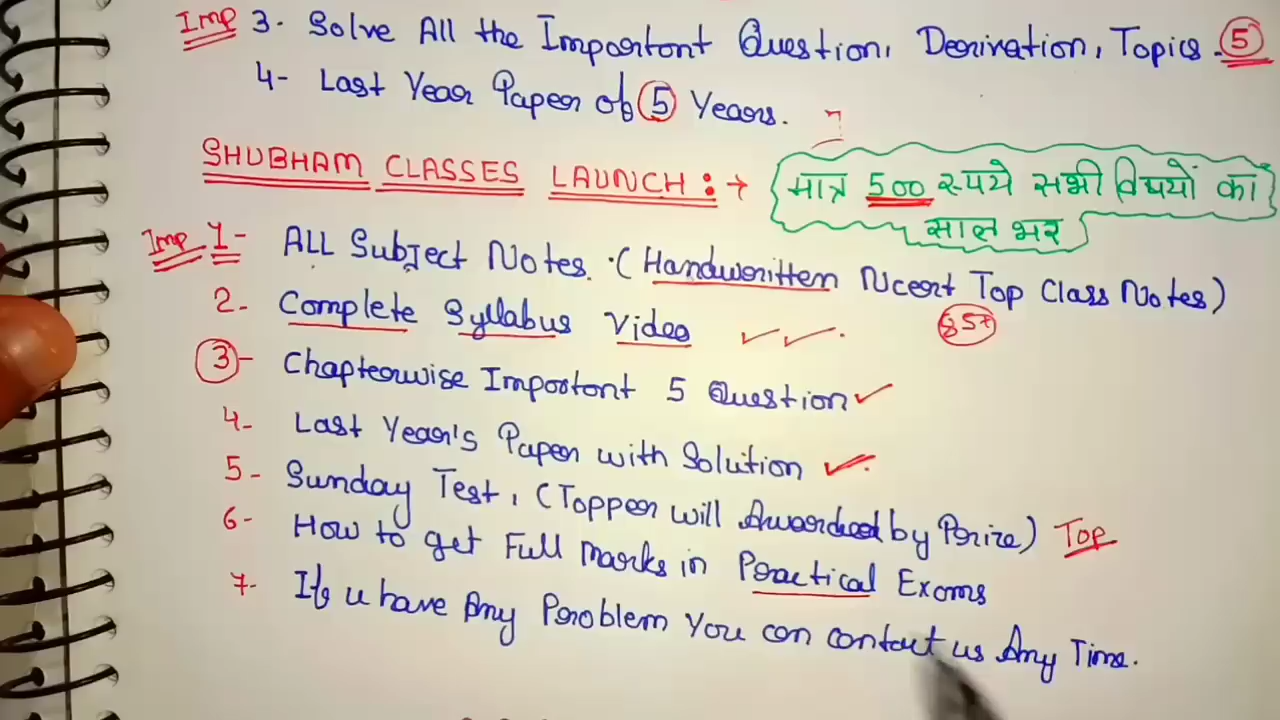 Imp 3- Solve All the Important Question, Derivation, Topics. 5
4- Last Year Paper of 5 Years.
SHUBHAM CLASSES LAUNCH :→ मात्र 500 रुपये सभी विषयों का
साल भर
Imp 1- ALL Subject Notes. (Handwritten Ncert Top Class Notes)
2- Complete Syllabus Video 85+
3- Chapterwise Important 5 Question
4- Last Year's Paper with Solution
5- Sunday Test, (Topper will Awarded by Prize) Top
6- How to get Full Marks in Practical Exams
7- If u have Any Problem You can contact us Any Time.